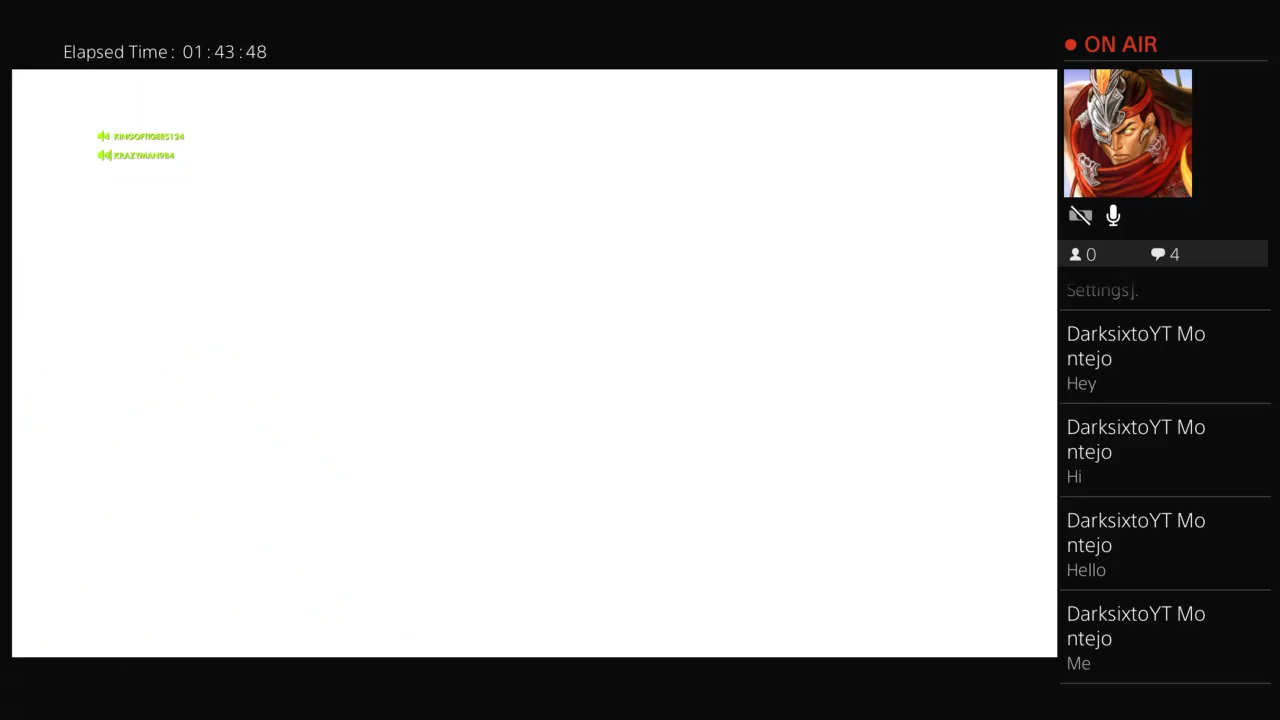 Elapsed Time: 01:43:48
ON AIR
KINGOFTIGERS124
KRAZYMAN984
0 4
Settings].
DarksixtoYT Mo
ntejo
Hey
DarksixtoYT Mo
ntejo
Hi
DarksixtoYT Mo
ntejo
Hello
DarksixtoYT Mo
ntejo
Me